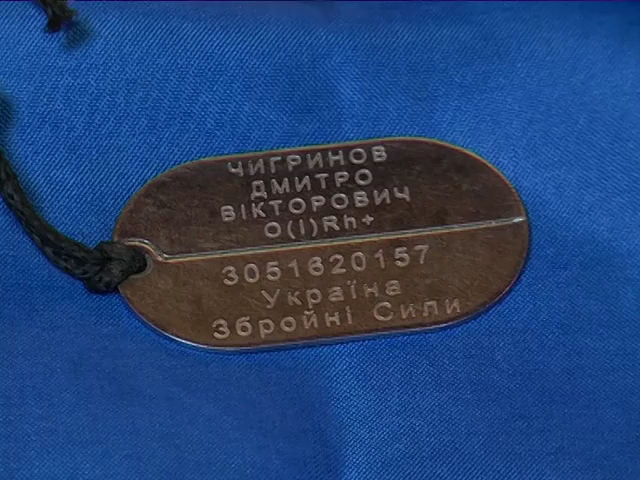 ЧИГРИНОВ
ДМИТРО
ВІКТОРОВИЧ
O(I)Rh+
3051620157
Україна
Збройні Сили